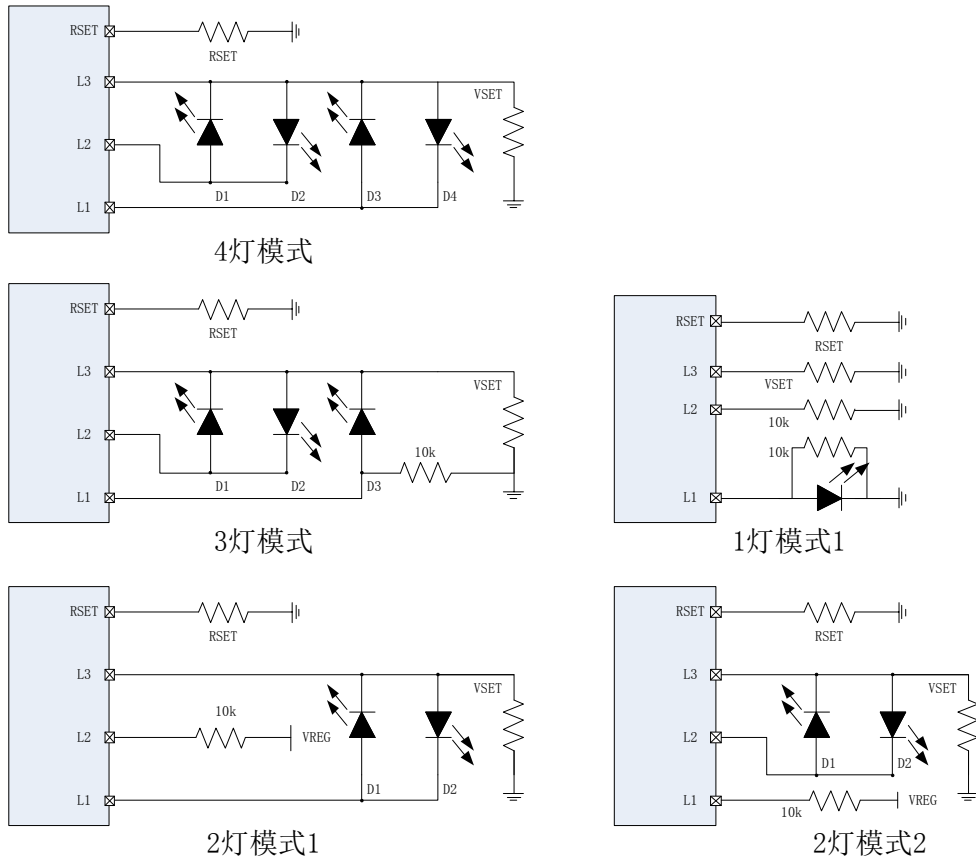 RSET
RSET
L3
VSET
L2
L1
D1
D2
D3
D4
4灯模式
RSET
RSET
L3
VSET
L2
10k
L1
D1
D2
D3
3灯模式
RSET
RSET
L3
VSET
L2
10k
10k
L1
1灯模式1
RSET
RSET
L3
VSET
10k
L2
VREG
L1
D1
D2
2灯模式1
RSET
RSET
L3
VSET
L2
D1
D2
L1
10k
VREG
2灯模式2